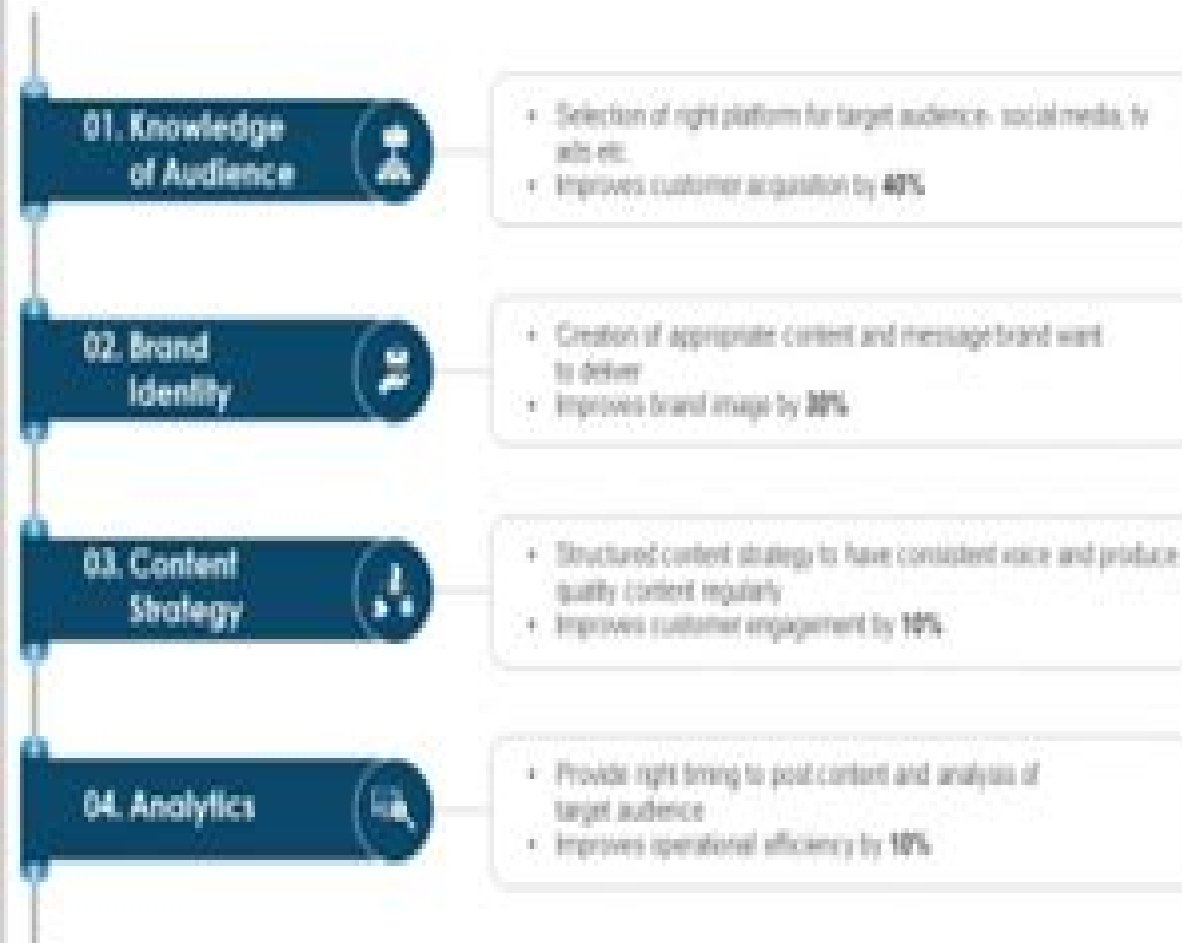 01. Knowledge
of Audience
• Selection of right platform for target audience- social media, tv
ads etc.
• Improves customer acquisition by 40%
02. Brand
Identity
• Creation of appropriate content and message brand want
to deliver
• Improves brand image by 30%
03. Content
Strategy
• Structured content strategy to have consistent voice and produce
quality content regularly
• Improves customer engagement by 10%
04. Analytics
• Provide right timing to post content and analysis of
target audience
• Improves operational efficiency by 10%